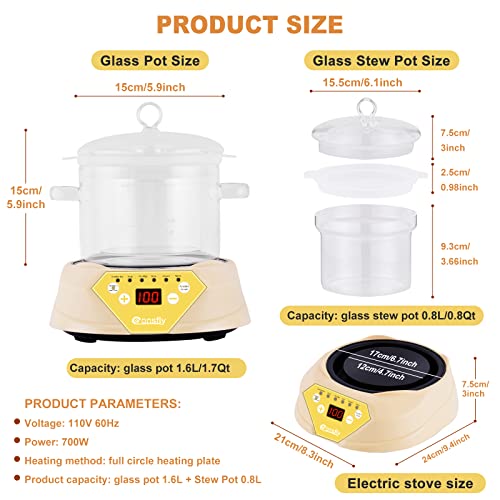 PRODUCT SIZE
Glass Pot Size
15cm/5.9inch
15cm/
5.9inch
100
eonsfly
Capacity: glass pot 1.6L/1.7Qt
Glass Stew Pot Size
15.5cm/6.1inch
7.5cm/
3inch
2.5cm/
0.98inch
9.3cm/
3.66inch
Capacity: glass stew pot 0.8L/0.8Qt
17cm/6.7inch
12cm/4.7inch
7.5cm/
3inch
100
eonsfly
21cm/8.3inch
24cm/9.4inch
Electric stove size
PRODUCT PARAMETERS:
• Voltage: 110V 60Hz
• Power: 700W
• Heating method: full circle heating plate
• Product capacity: glass pot 1.6L + Stew Pot 0.8L